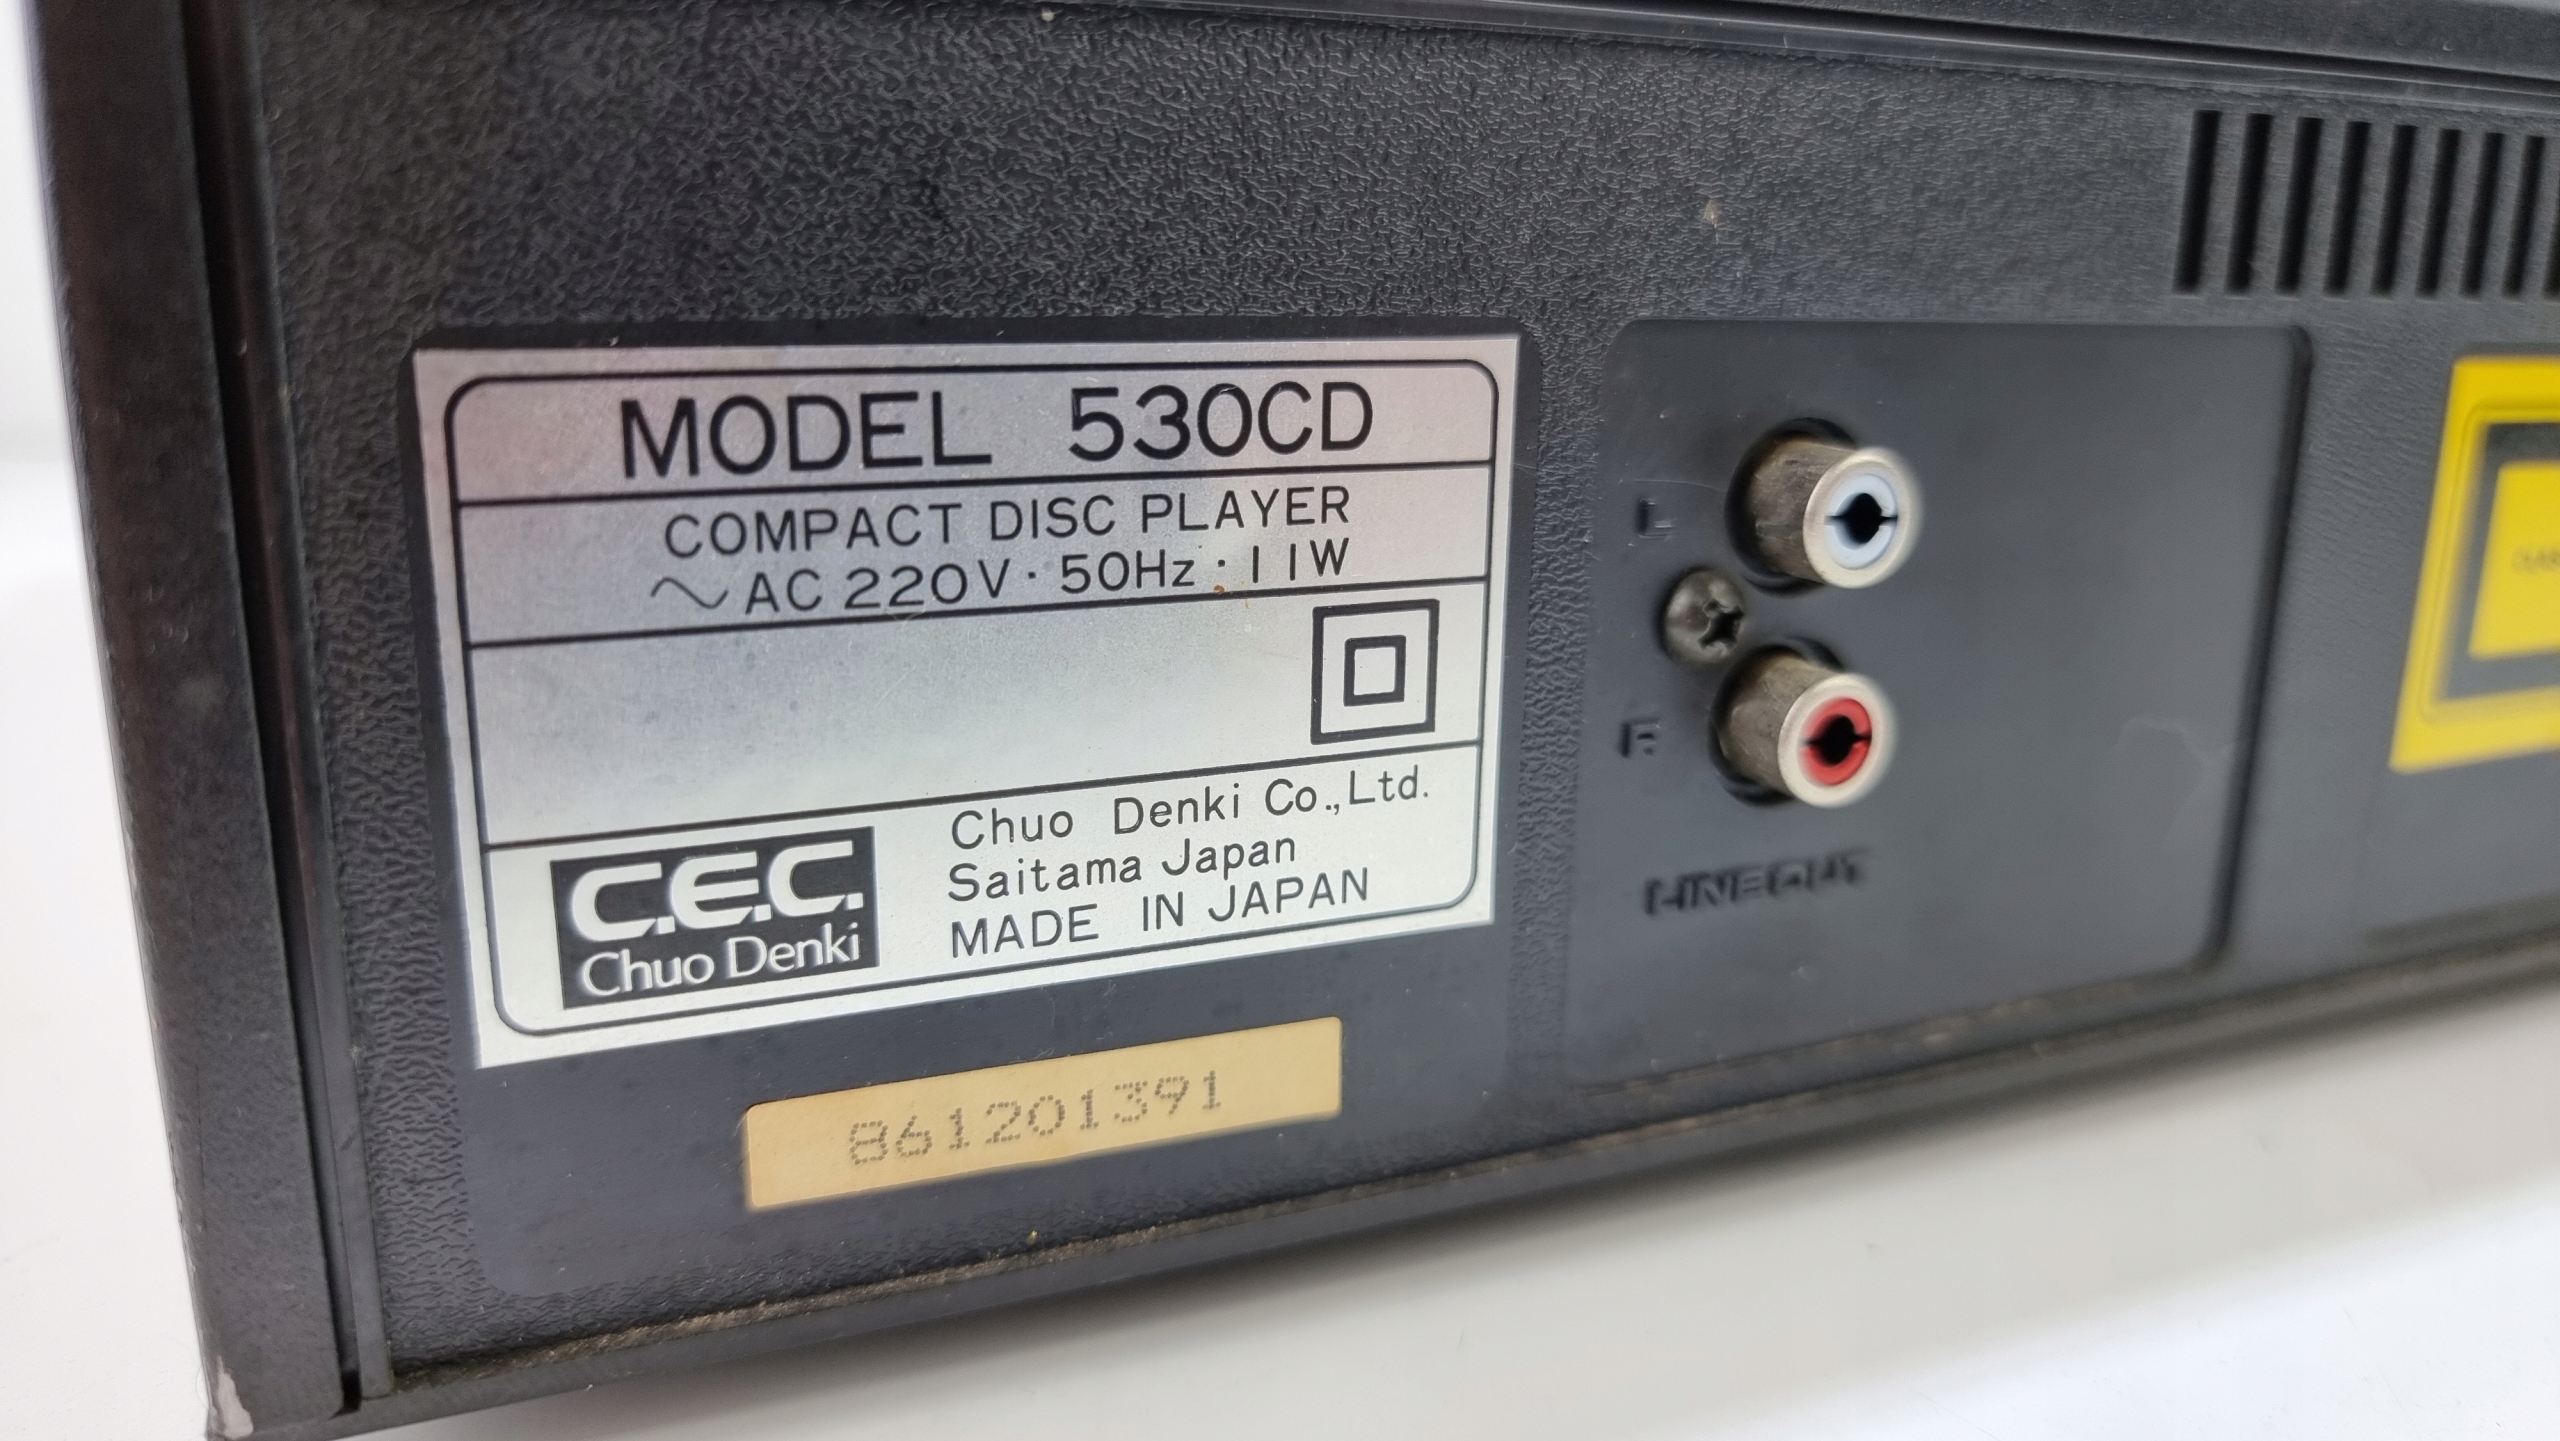 MODEL 530CD
COMPACT DISC PLAYER
～AC 220V · 50Hz · 11W
C.E.C.
Chuo Denki
Chuo Denki Co., Ltd.
Saitama Japan
MADE IN JAPAN
861201391
L
R
LINE OUT